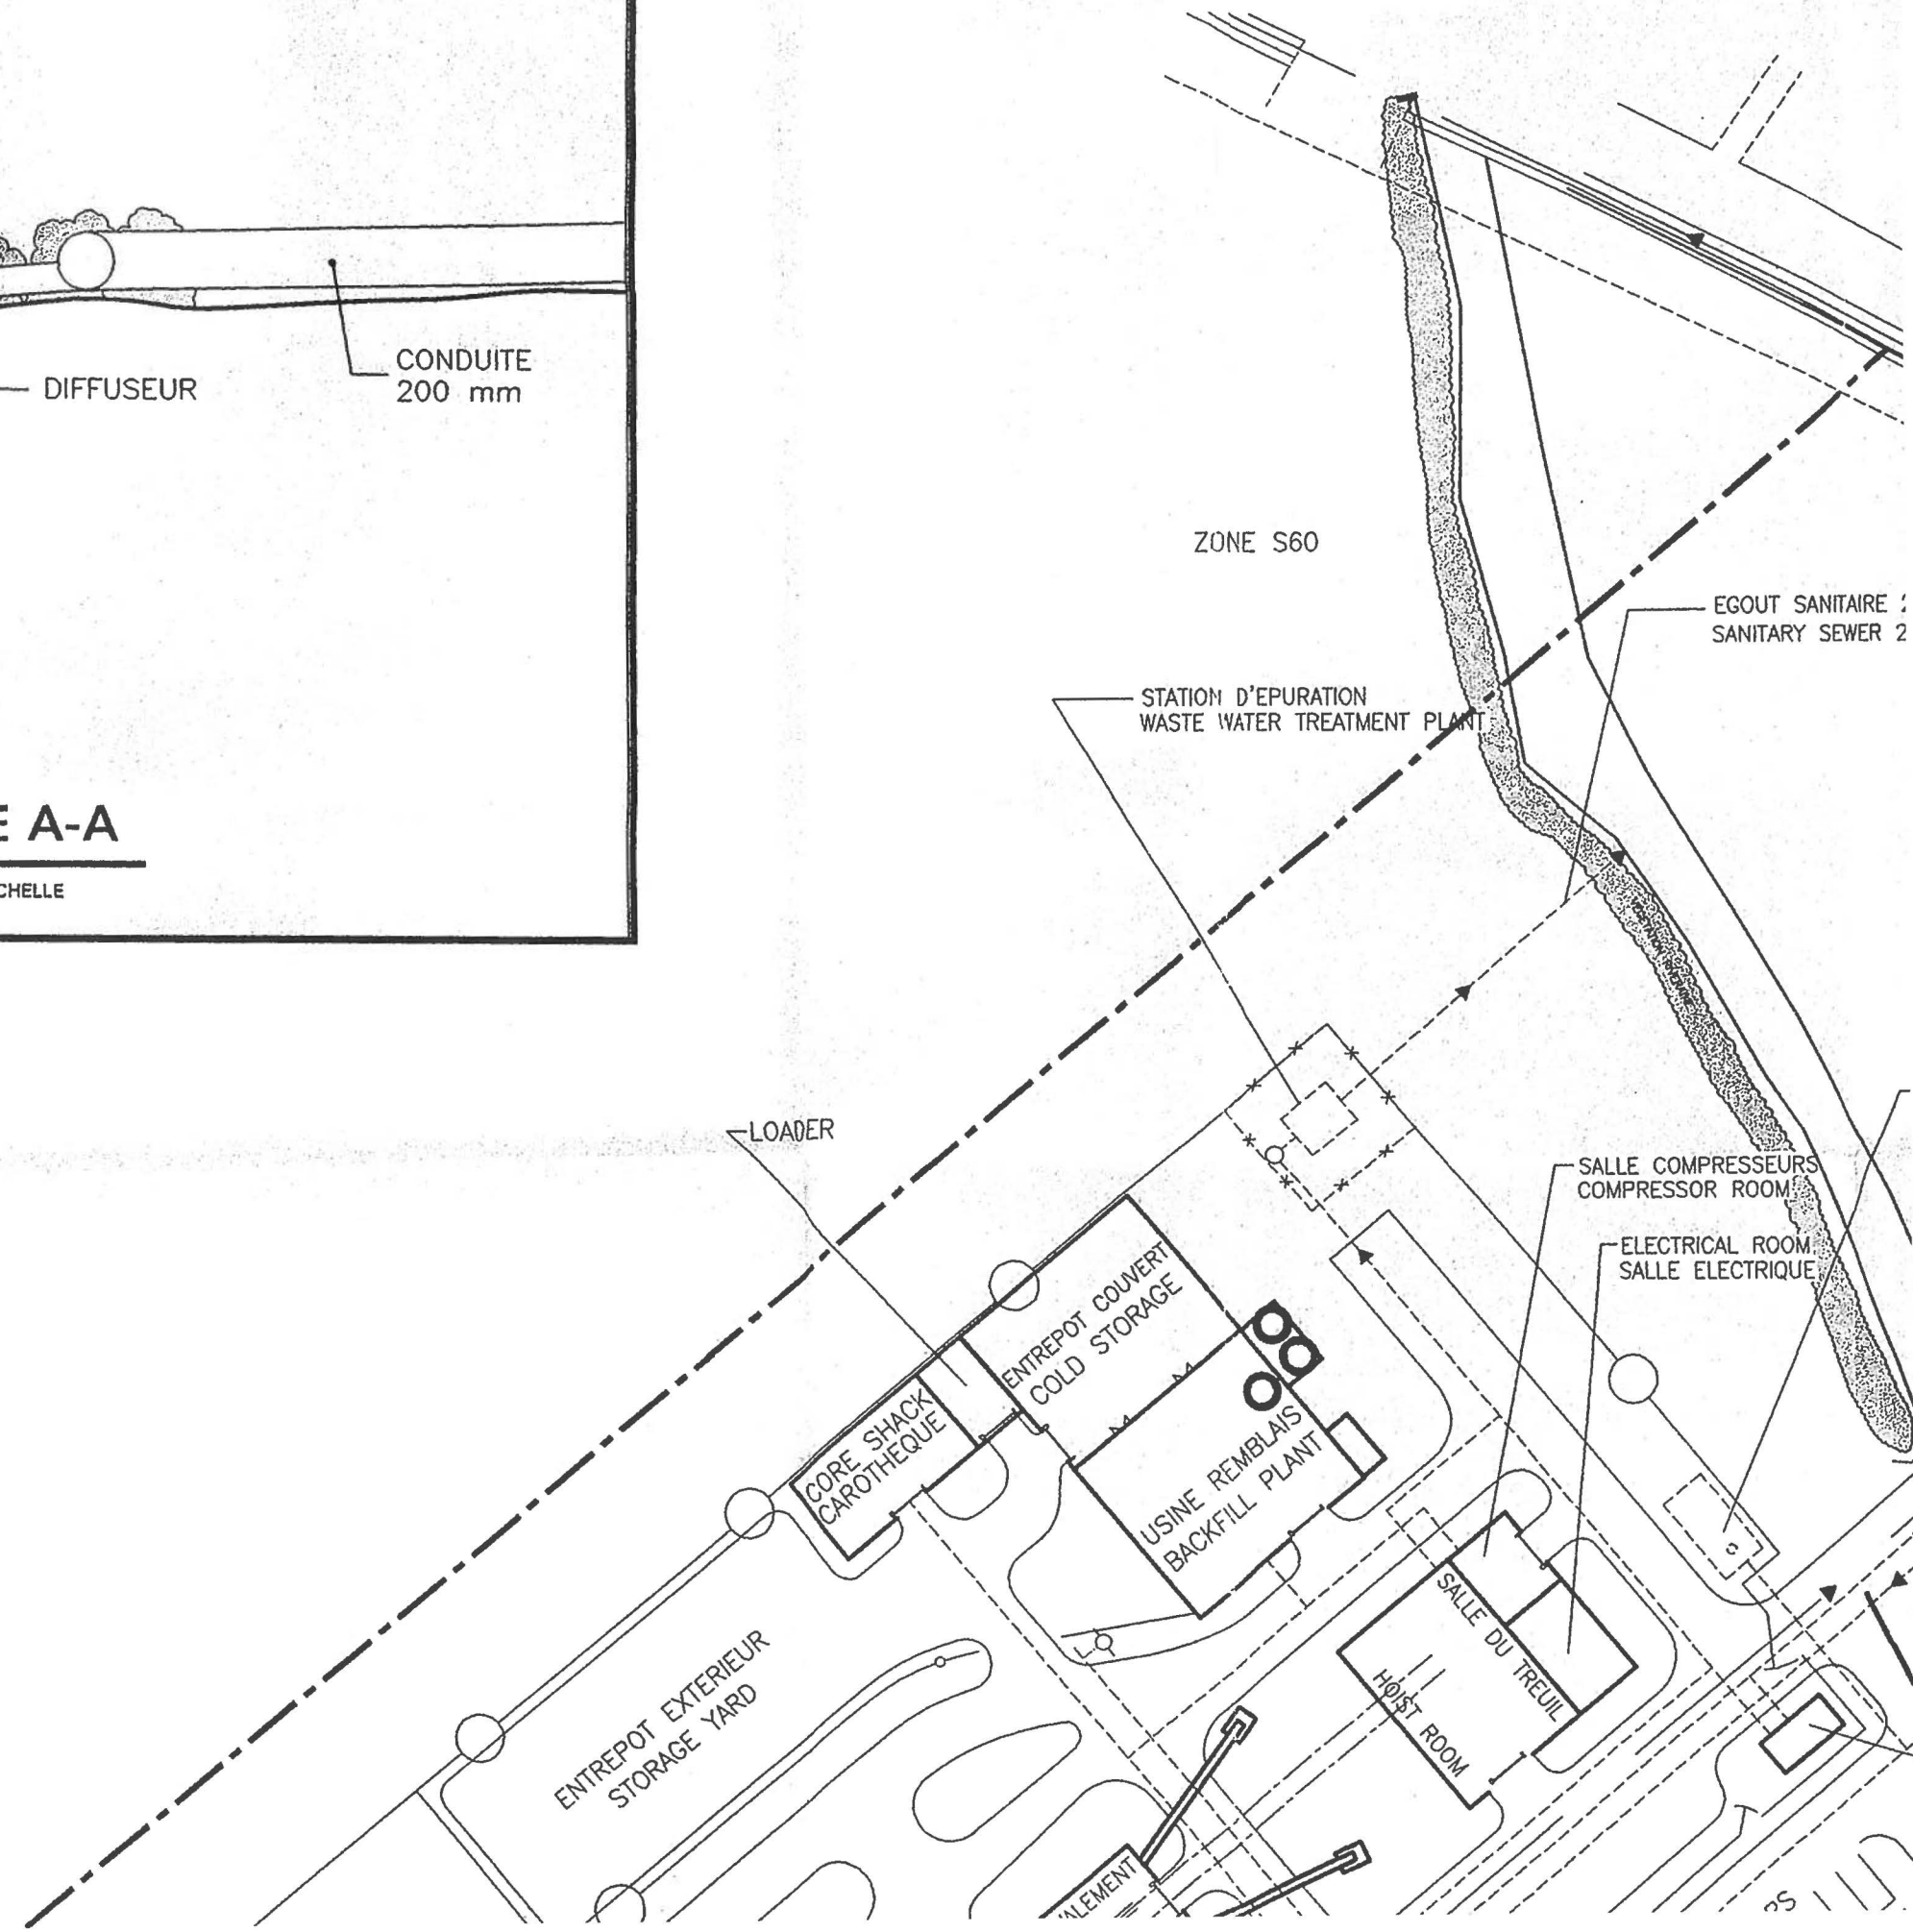 CONDUITE
200 mm
DIFFUSEUR
A-A
ZONE S60
EGOUT SANITAIRE
SANITARY SEWER 2
STATION D'EPURATION
WASTE WATER TREATMENT PLANT
LOADER
SALLE COMPRESSEURS
COMPRESSOR ROOM
ELECTRICAL ROOM
SALLE ELECTRIQUE
ENTREPOT COUVERT
COLD STORAGE
CORE SHACK
CAROTHEQUE
USINE REMBLAIS
BACKFILL PLANT
SALLE DU TREUIL
HOIST ROOM
ENTREPOT EXTERIEUR
STORAGE YARD